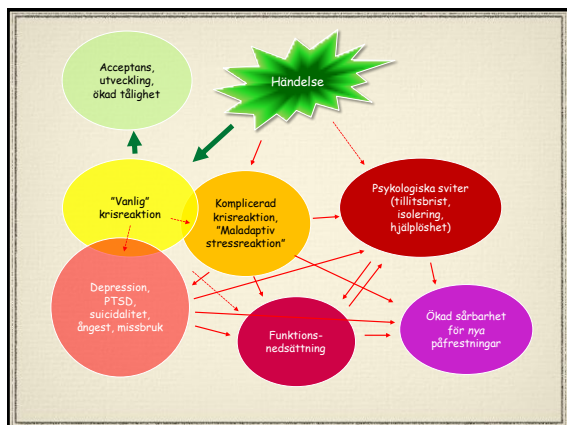 Acceptans,
utveckling,
ökad tålighet
Händelse
"Vanlig"
krisreaktion
Komplicerad
krisreaktion,
"Maladaptiv
stressreaktion"
Psykologiska sviter
(tillitsbrist,
isolering,
hjälplöshet)
Depression,
PTSD,
suicidalitet,
ångest, missbruk
Funktions-
nedsättning
Ökad sårbarhet
för nya
påfrestningar